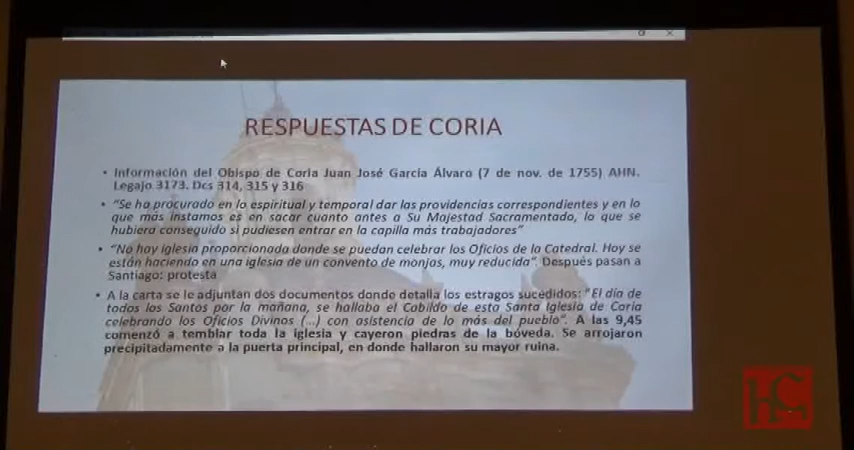 RESPUESTAS DE CORIA
• Información del Obispo de Coria Juan José García Álvaro (7 de nov. de 1755) AHN.
Legajo 3173. Dcs 314, 315 y 316
• "Se ha procurado en lo espiritual y temporal dar las providencias correspondientes y en lo
que más instamos es en sacar cuanto antes a Su Majestad Sacramentado, lo que se
hubiera conseguido si pudiesen entrar en la capilla más trabajadores"
• "No hay iglesia proporcionada donde se puedan celebrar los Oficios de la Catedral. Hoy se
están haciendo en una iglesia de un convento de monjas, muy reducida". Después pasan a
Santiago: protesta
• A la carta se le adjuntan dos documentos donde detalla los estragos sucedidos: "El día de
todos los Santos por la mañana, se hallaba el Cabildo de esta Santa Iglesia de Coria
celebrando los Oficios Divinos (...) con asistencia de lo más del pueblo". A las 9,45
comenzó a temblar toda la iglesia y cayeron piedras de la bóveda. Se arrojaron
precipitadamente a la puerta principal, en donde hallaron su mayor ruina.